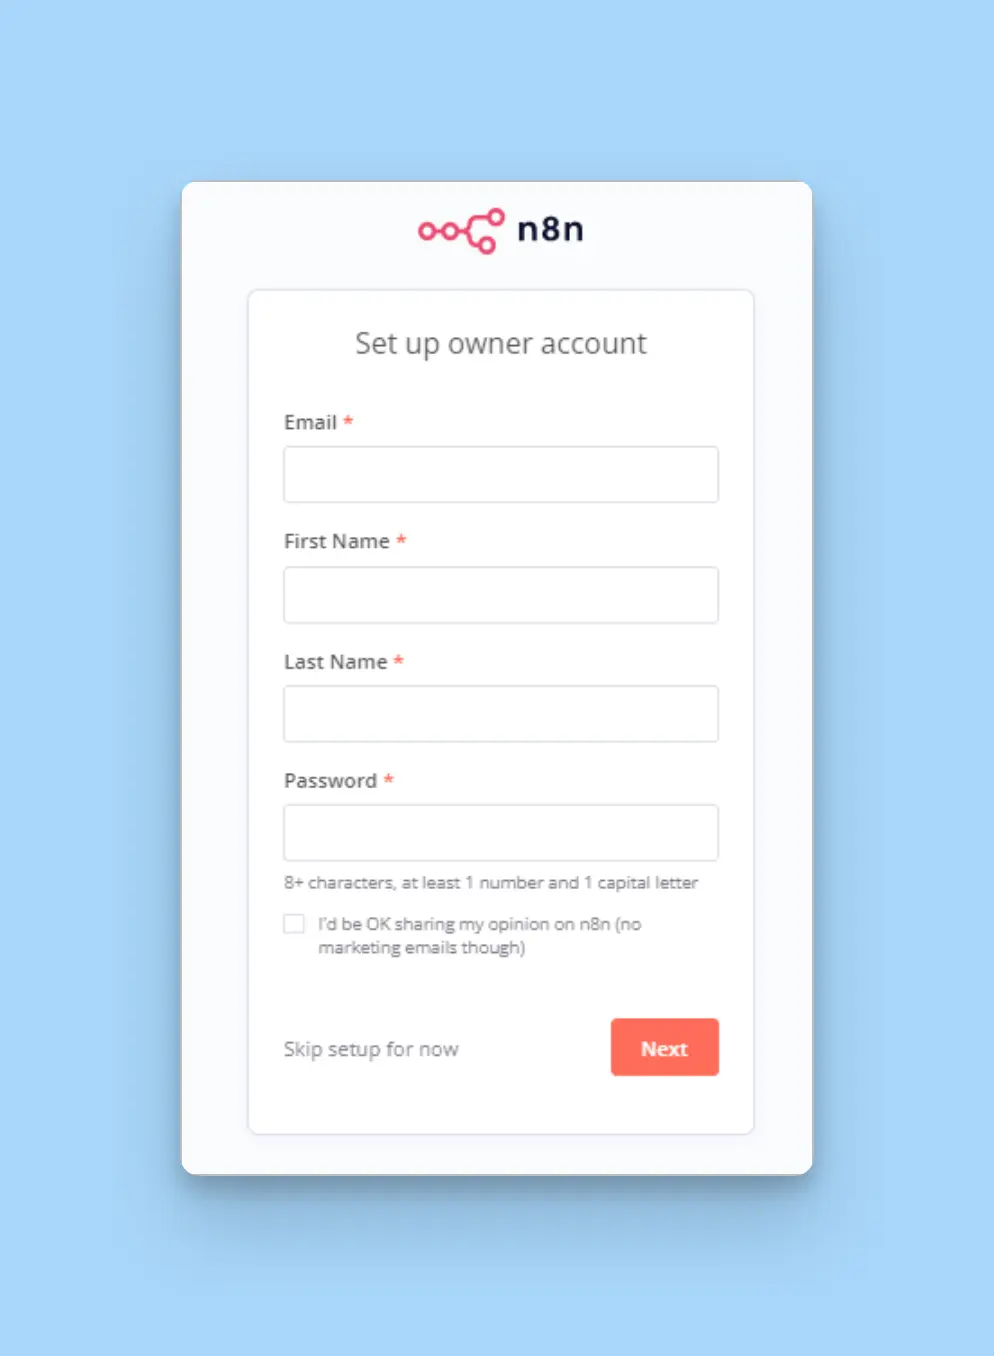 n8n
Set up owner account
Email *
First Name *
Last Name *
Password *
8+ characters, at least 1 number and 1 capital letter
I'd be OK sharing my opinion on n8n (no
marketing emails though)
Skip setup for now
Next